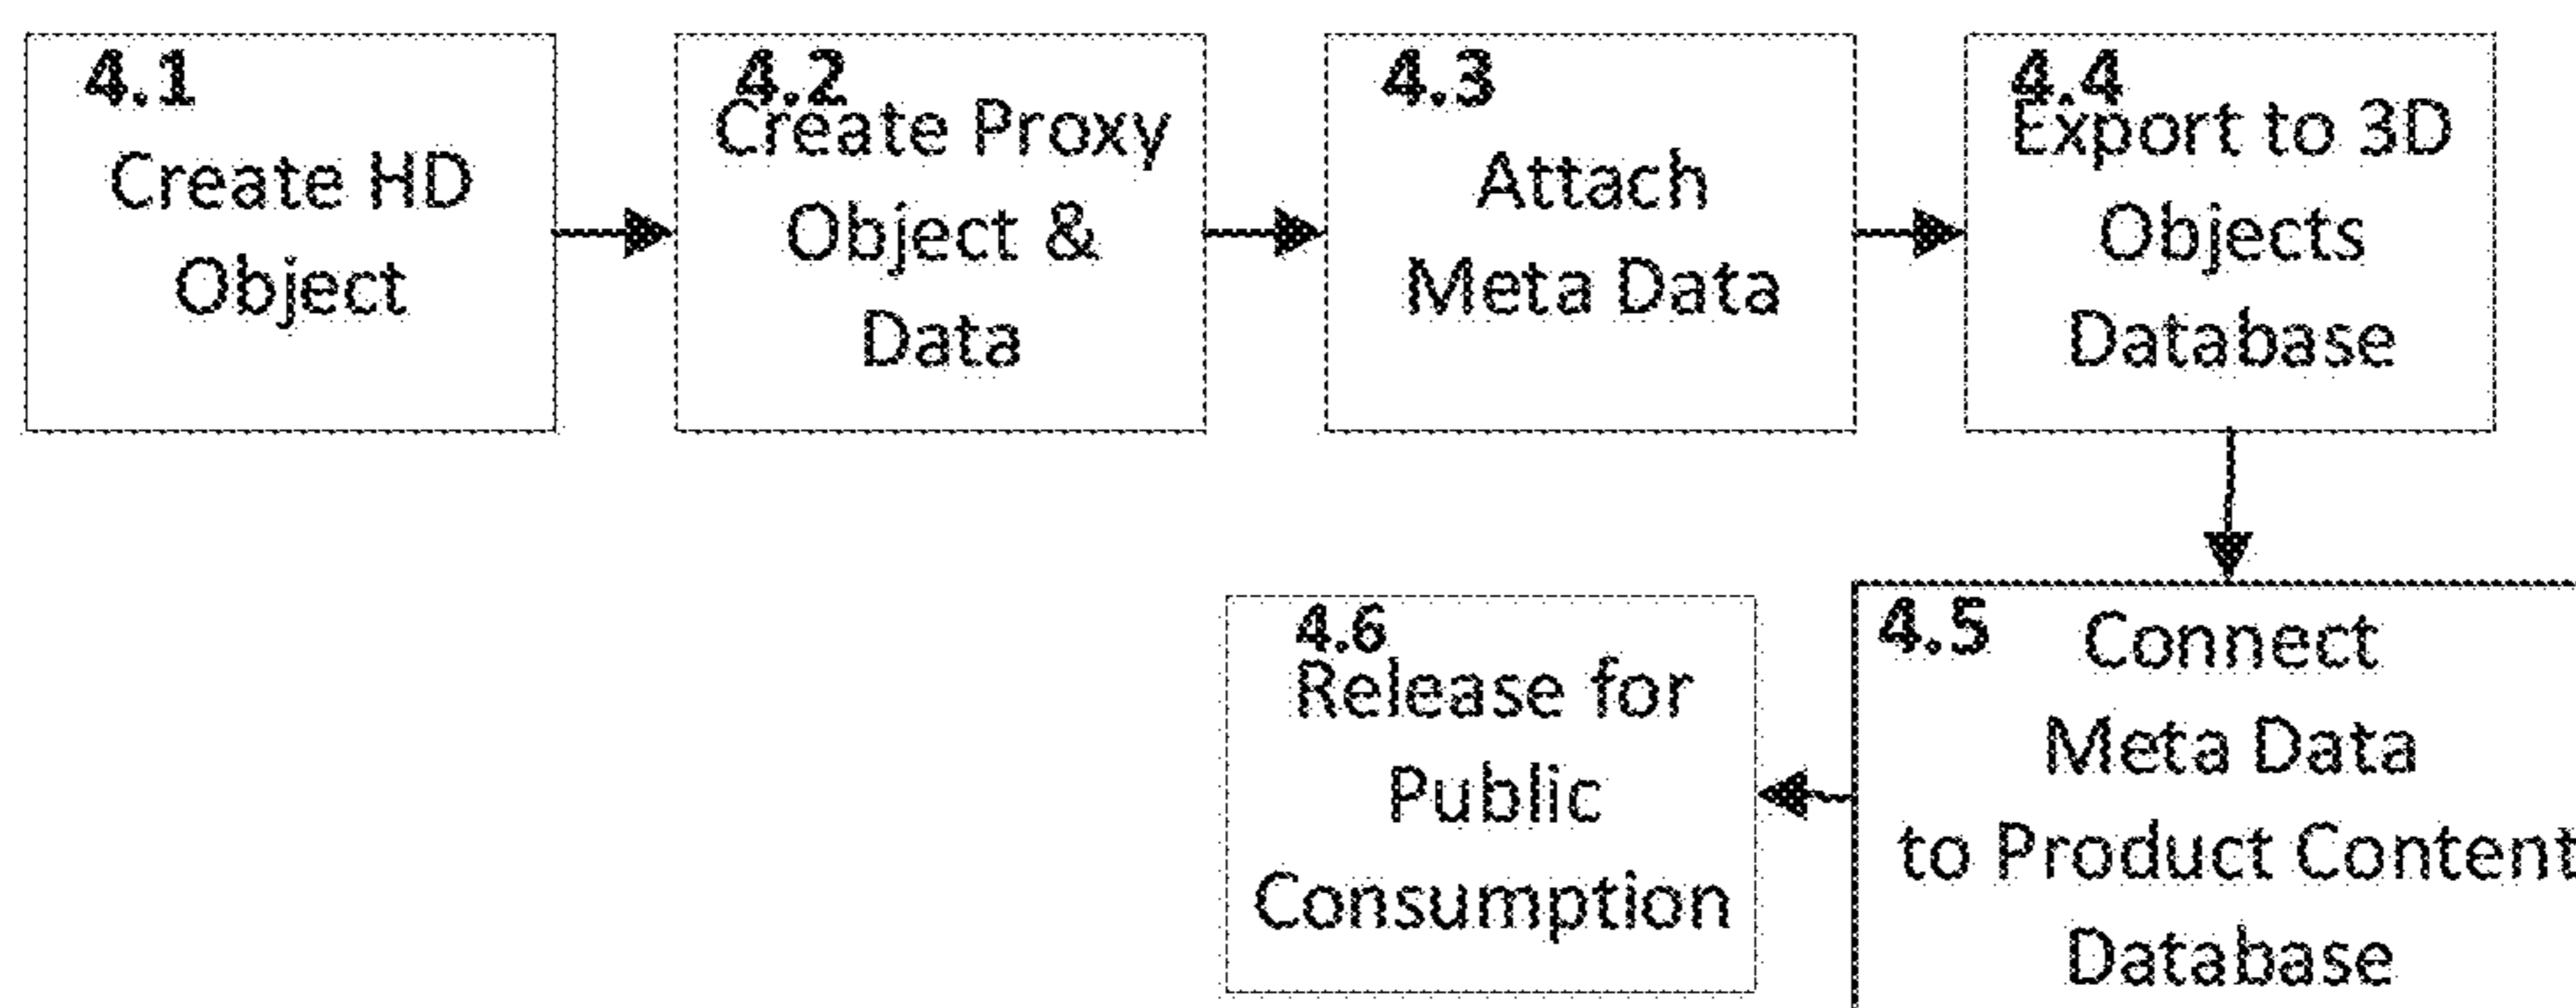 4.1
Create HD
Object
4.2
Create Proxy
Object &
Data
4.3
Attach
Meta Data
4.4
Export to 3D
Objects
Database
4.5 Connect
Meta Data
to Product Content
Database
4.6
Release for
Public
Consumption